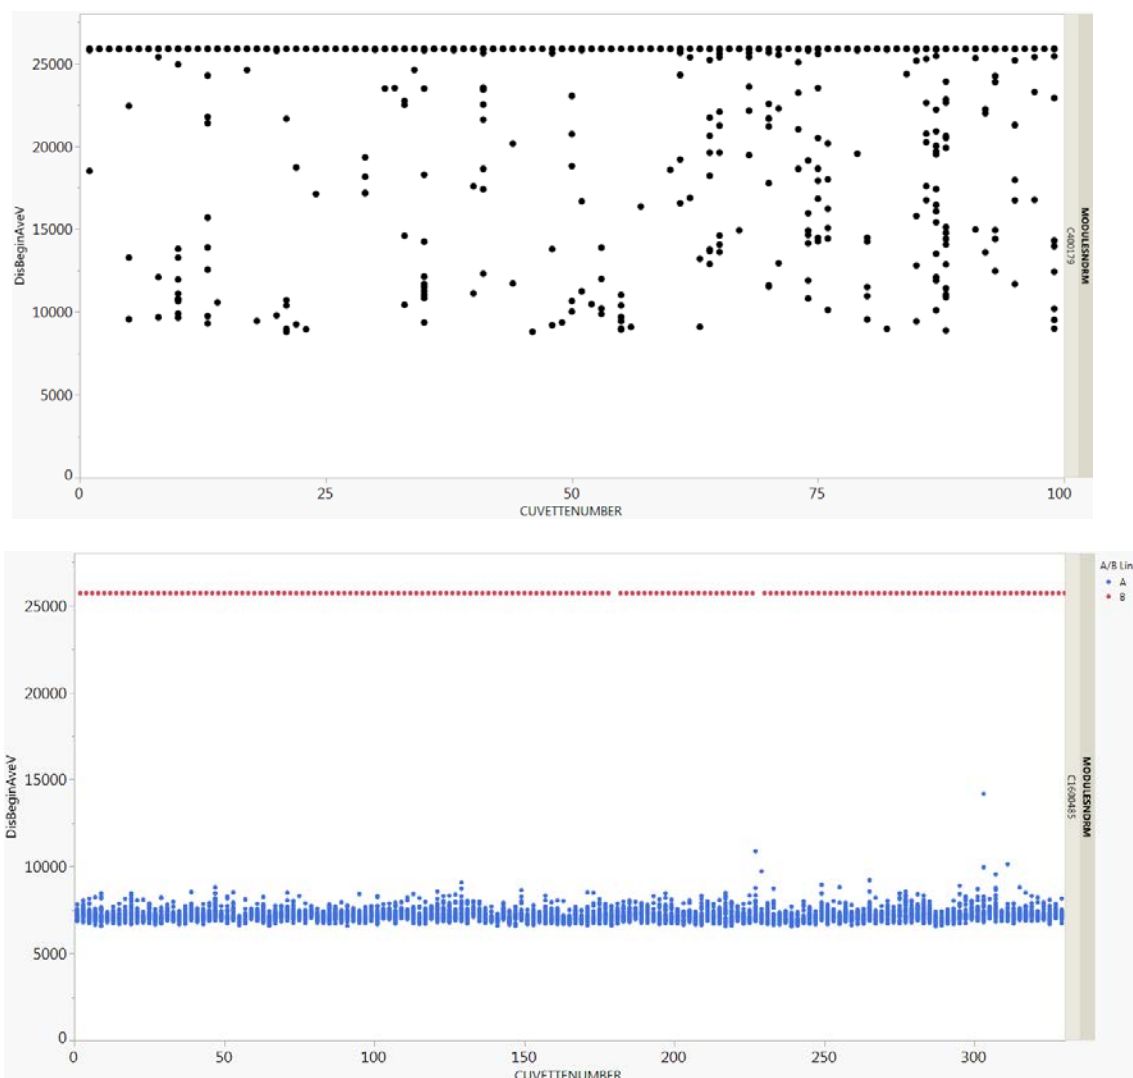 25000
20000
15000
10000
5000
0
DisBeginAveV
0 25 50 75 100
CUVETTENUMBER
C400179
MODULESNDRM
25000
20000
15000
10000
5000
0
DisBeginAveV
0 50 100 150 200 250 300
CUVETTENUMBER
C1600485
MODULESNDRM
A/B Lin
A
B